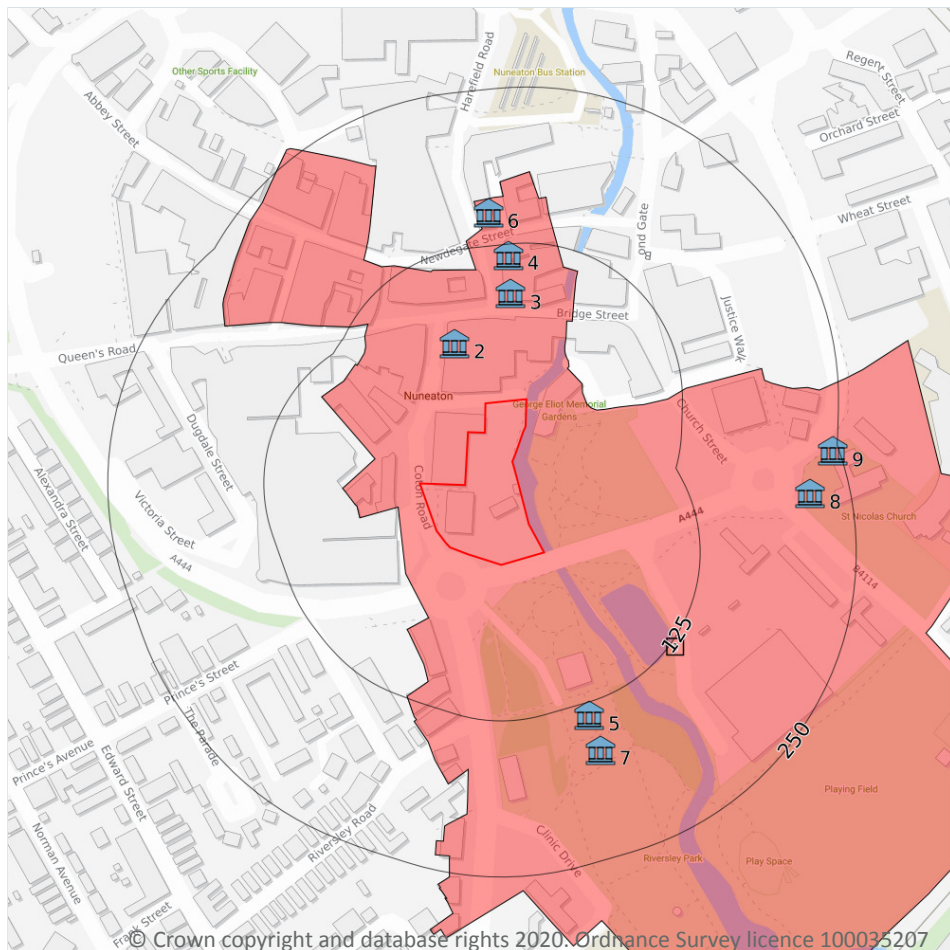 Harefield Road
Nuneaton Bus Station
Other Sports Facility
Regent Street
Abbey Street
Orchard Street
Wheat Street
6
Bond Gate
Newdegate Street
4
3
Bridge Street
Justice Walk
Queen's Road
2
Nuneaton
George Eliot Memorial
Gardens
Church Street
Dugdale Street
9
Coton Road
Alexandra Street
Victoria Street
8
A444
St Nicolas Church
A444
B4114
125
Prince's Street
5
The Parade
7
250
Prince's Avenue
Edward Street
Playing Field
Riversley Road
Clinic Drive
Riversley Park
Play Space
Norman Avenue
Frank Street
© Crown copyright and database rights 2020. Ordnance Survey licence 100035207